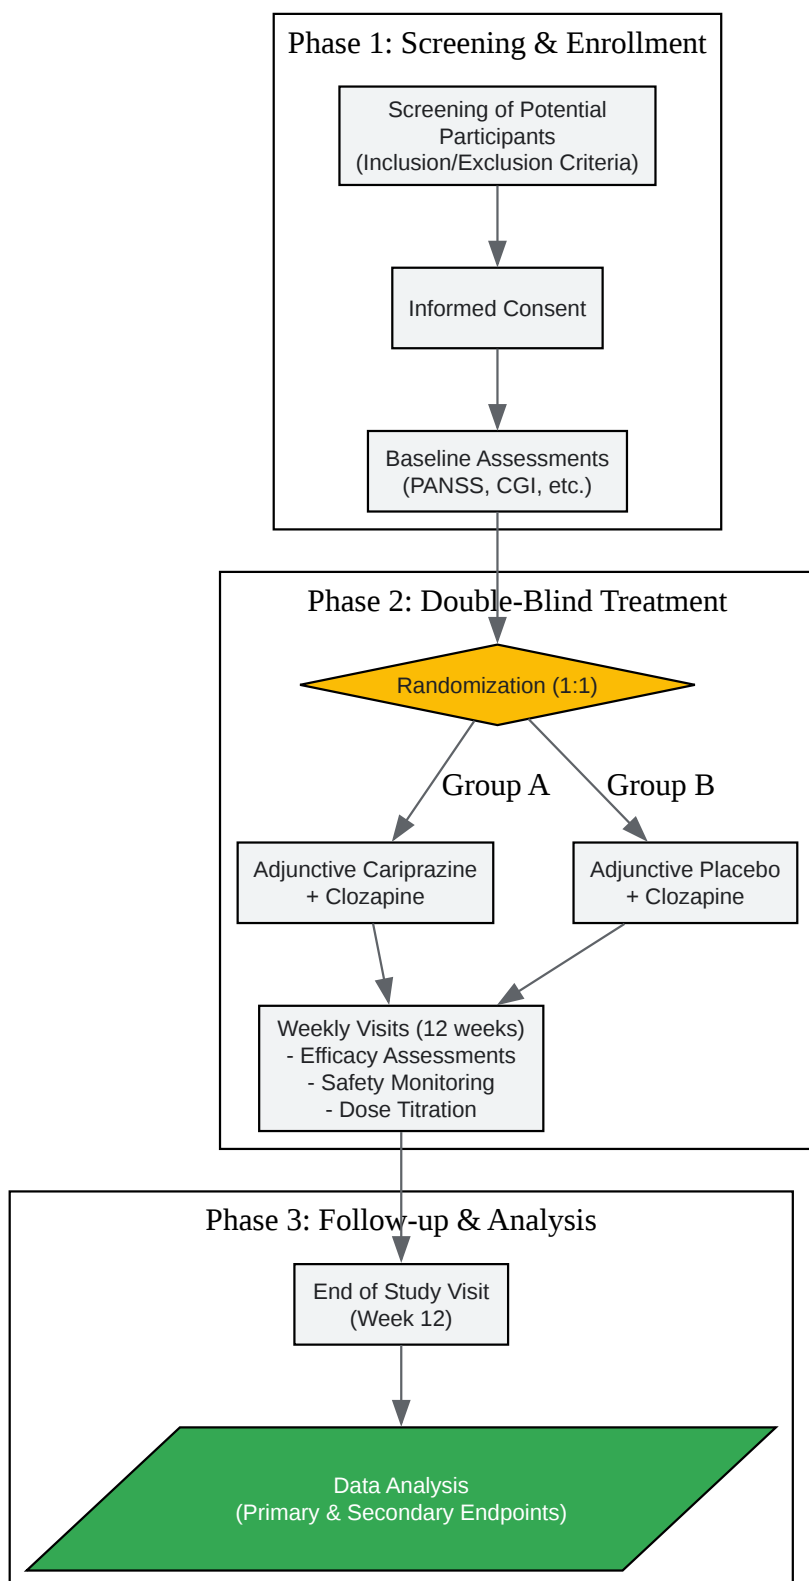 Phase 1: Screening & Enrollment
Screening of Potential
Participants
(Inclusion/Exclusion Criteria)
Informed Consent
Baseline Assessments
(PANSS, CGI, etc.)
Phase 2: Double-Blind Treatment
Randomization (1:1)
Group A
Group B
Adjunctive Cariprazine
+ Clozapine
Adjunctive Placebo
+ Clozapine
Weekly Visits (12 weeks)
- Efficacy Assessments
- Safety Monitoring
- Dose Titration
Phase 3: Follow-up & Analysis
End of Study Visit
(Week 12)
Data Analysis
(Primary & Secondary Endpoints)